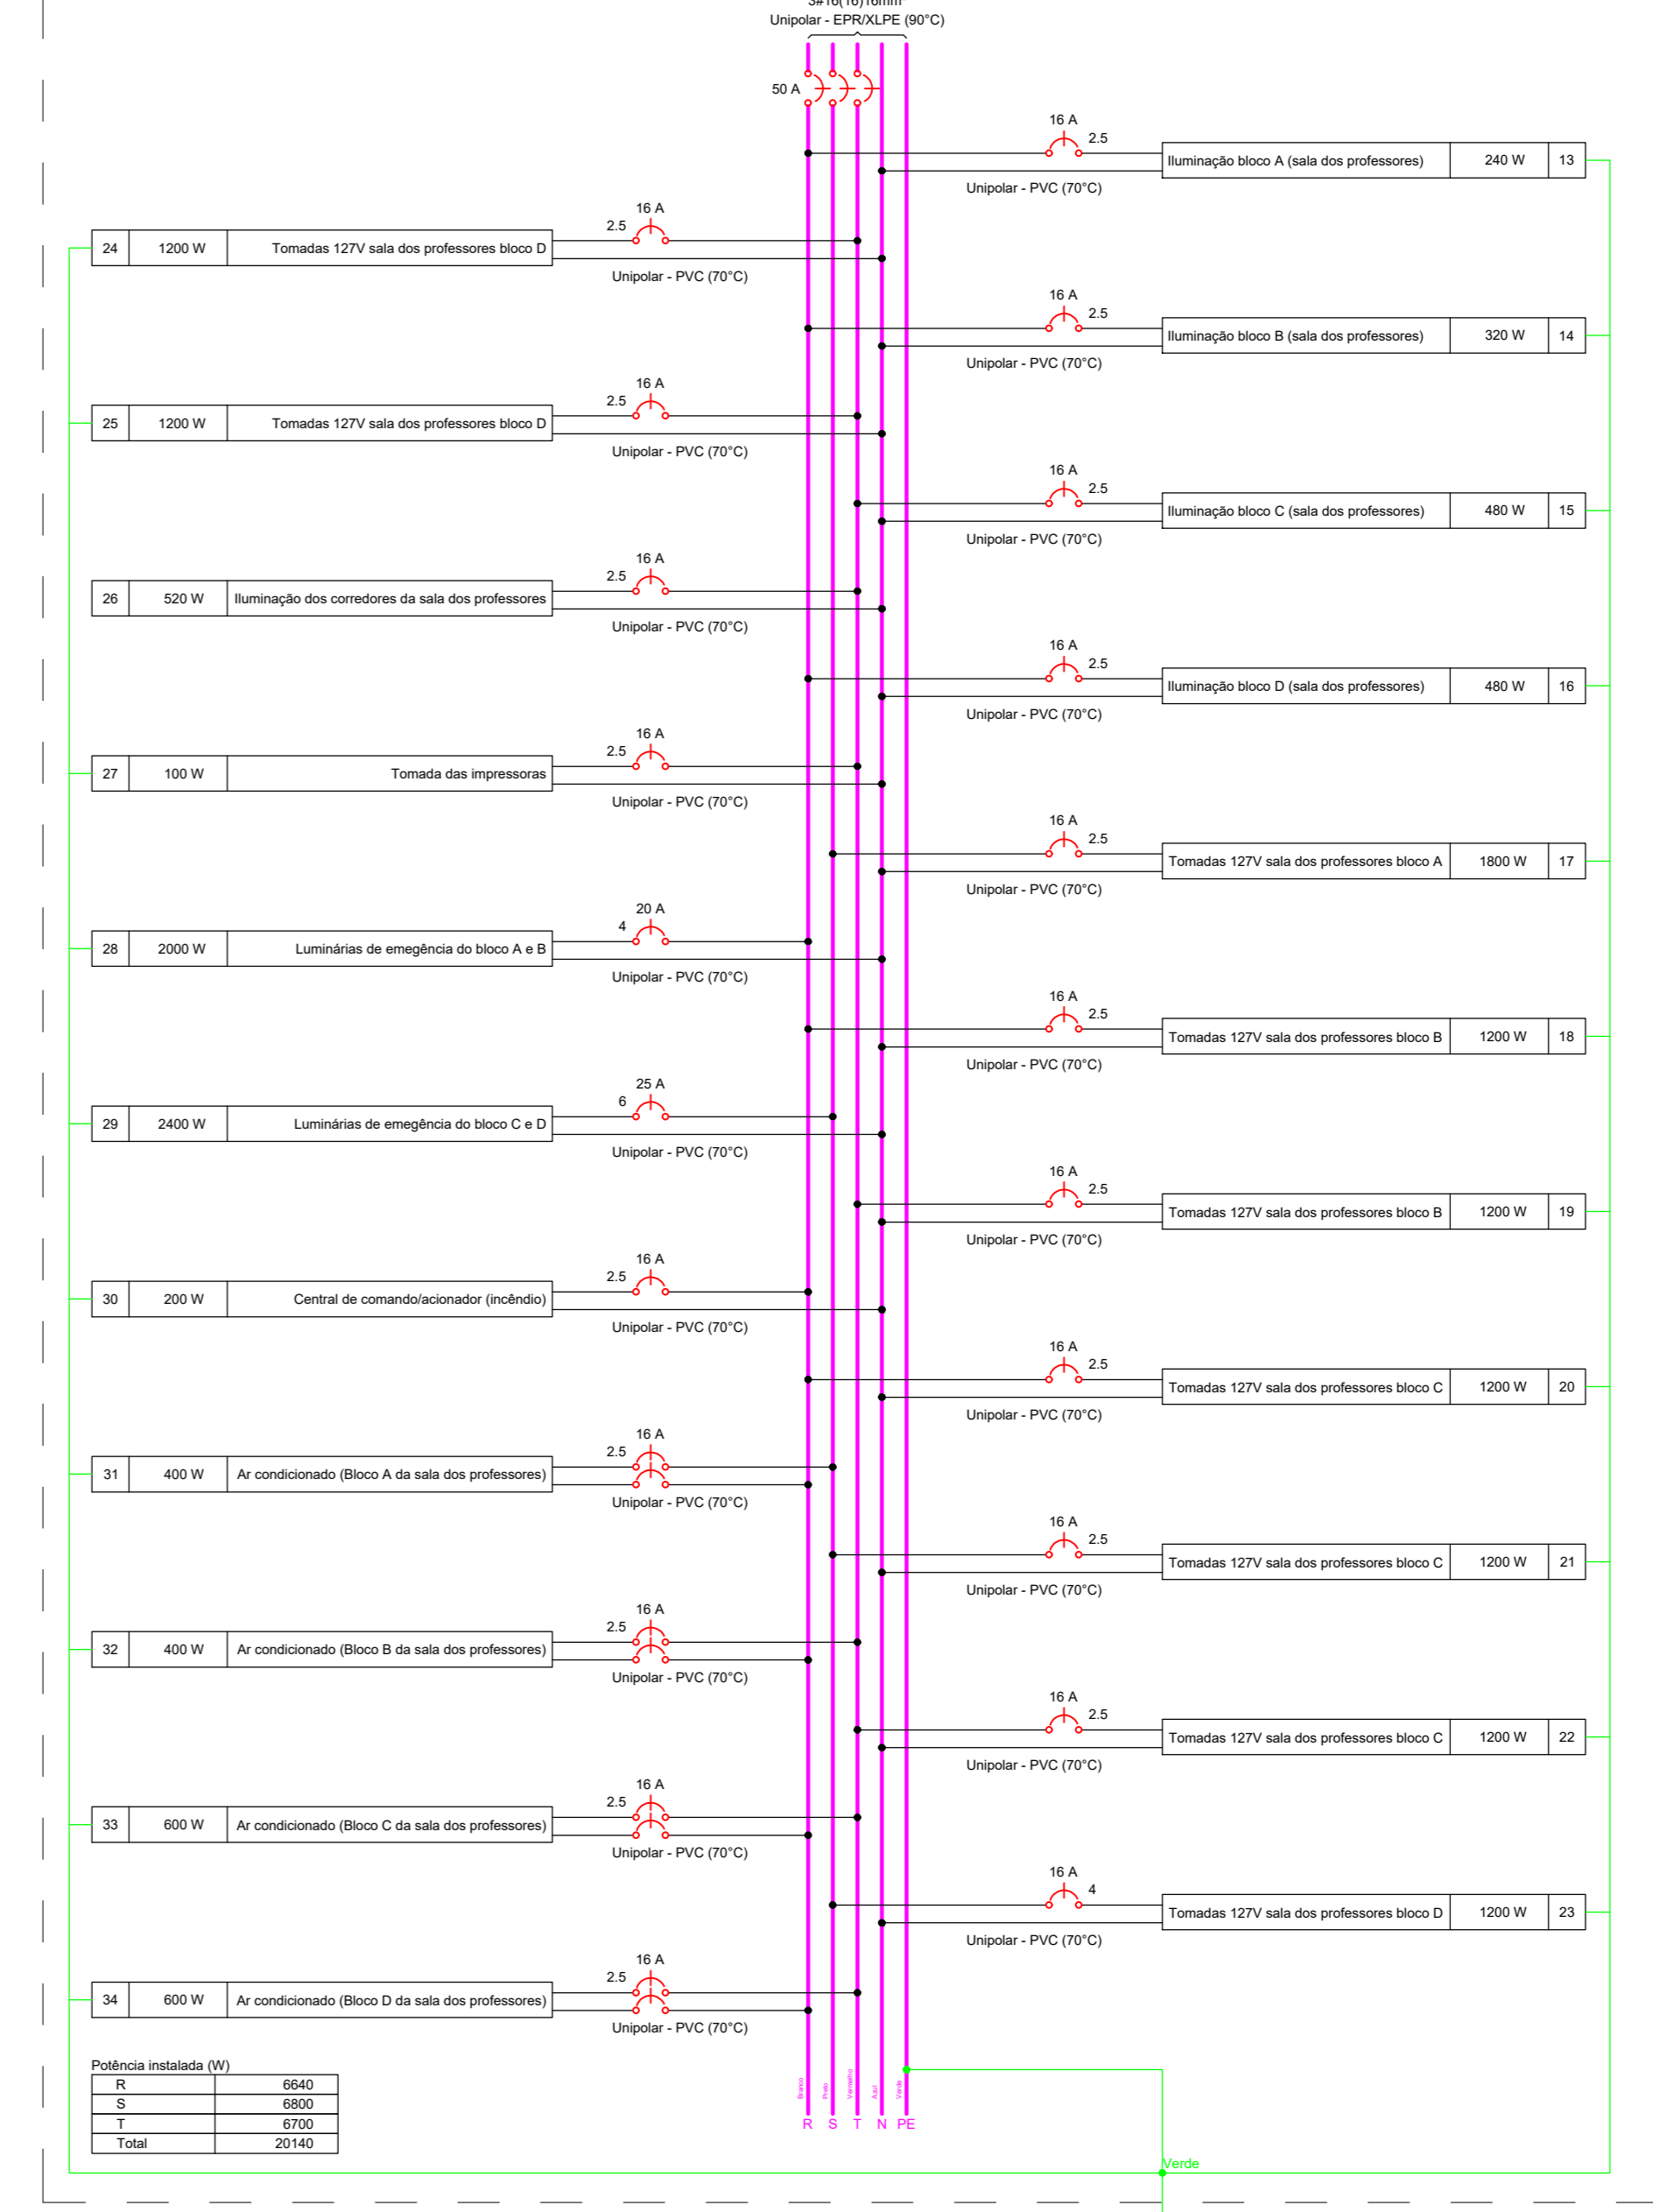 3#16(16)16mm²
Unipolar - EPR/XLPE (90°C)
50 A
16 A
2.5
Iluminação bloco A (sala dos professores) 240 W 13
Unipolar - PVC (70°C)
16 A
2.5
24 1200 W Tomadas 127V sala dos professores bloco D
Unipolar - PVC (70°C)
16 A
2.5
Iluminação bloco B (sala dos professores) 320 W 14
Unipolar - PVC (70°C)
16 A
2.5
25 1200 W Tomadas 127V sala dos professores bloco D
Unipolar - PVC (70°C)
16 A
2.5
Iluminação bloco C (sala dos professores) 480 W 15
Unipolar - PVC (70°C)
16 A
2.5
26 520 W Iluminação dos corredores da sala dos professores
Unipolar - PVC (70°C)
16 A
2.5
Iluminação bloco D (sala dos professores) 480 W 16
Unipolar - PVC (70°C)
16 A
2.5
27 100 W Tomada das impressoras
Unipolar - PVC (70°C)
16 A
2.5
Tomadas 127V sala dos professores bloco A 1800 W 17
Unipolar - PVC (70°C)
20 A
4
28 2000 W Luminárias de emegência do bloco A e B
Unipolar - PVC (70°C)
16 A
2.5
Tomadas 127V sala dos professores bloco B 1200 W 18
Unipolar - PVC (70°C)
25 A
6
29 2400 W Luminárias de emegência do bloco C e D
Unipolar - PVC (70°C)
16 A
2.5
Tomadas 127V sala dos professores bloco B 1200 W 19
Unipolar - PVC (70°C)
16 A
2.5
30 200 W Central de comando/acionador (incêndio)
Unipolar - PVC (70°C)
16 A
2.5
Tomadas 127V sala dos professores bloco C 1200 W 20
Unipolar - PVC (70°C)
16 A
2.5
31 400 W Ar condicionado (Bloco A da sala dos professores)
Unipolar - PVC (70°C)
16 A
2.5
Tomadas 127V sala dos professores bloco C 1200 W 21
Unipolar - PVC (70°C)
16 A
2.5
32 400 W Ar condicionado (Bloco B da sala dos professores)
Unipolar - PVC (70°C)
16 A
2.5
Tomadas 127V sala dos professores bloco C 1200 W 22
Unipolar - PVC (70°C)
16 A
2.5
33 600 W Ar condicionado (Bloco C da sala dos professores)
Unipolar - PVC (70°C)
16 A
4
Tomadas 127V sala dos professores bloco D 1200 W 23
Unipolar - PVC (70°C)
16 A
2.5
34 600 W Ar condicionado (Bloco D da sala dos professores)
Unipolar - PVC (70°C)
Potência instalada (W)
R 6640
S 6800
T 6700
Total 20140
Branco
Preto
Vermelho
Azul
Verde
R S T N PE
Verde